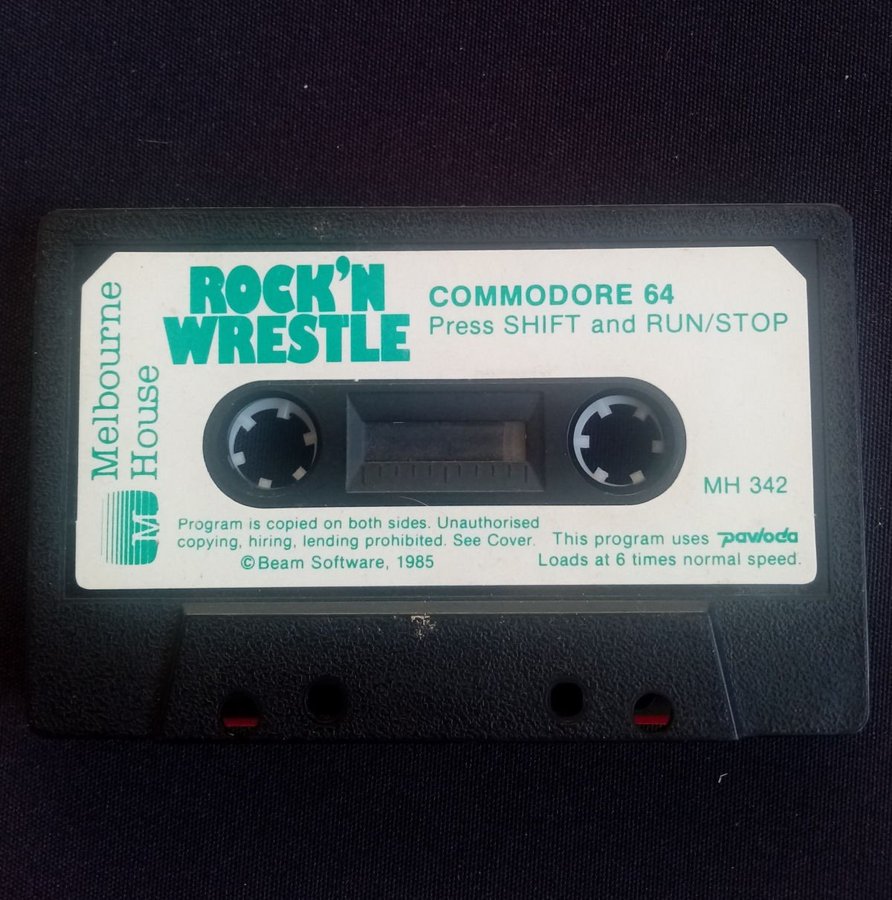 Melbourne
House
M
ROCK'N
WRESTLE
COMMODORE 64
Press SHIFT and RUN/STOP
MH 342
Program is copied on both sides. Unauthorised
copying, hiring, lending prohibited. See Cover.
©Beam Software, 1985
This program uses pavloda
Loads at 6 times normal speed.